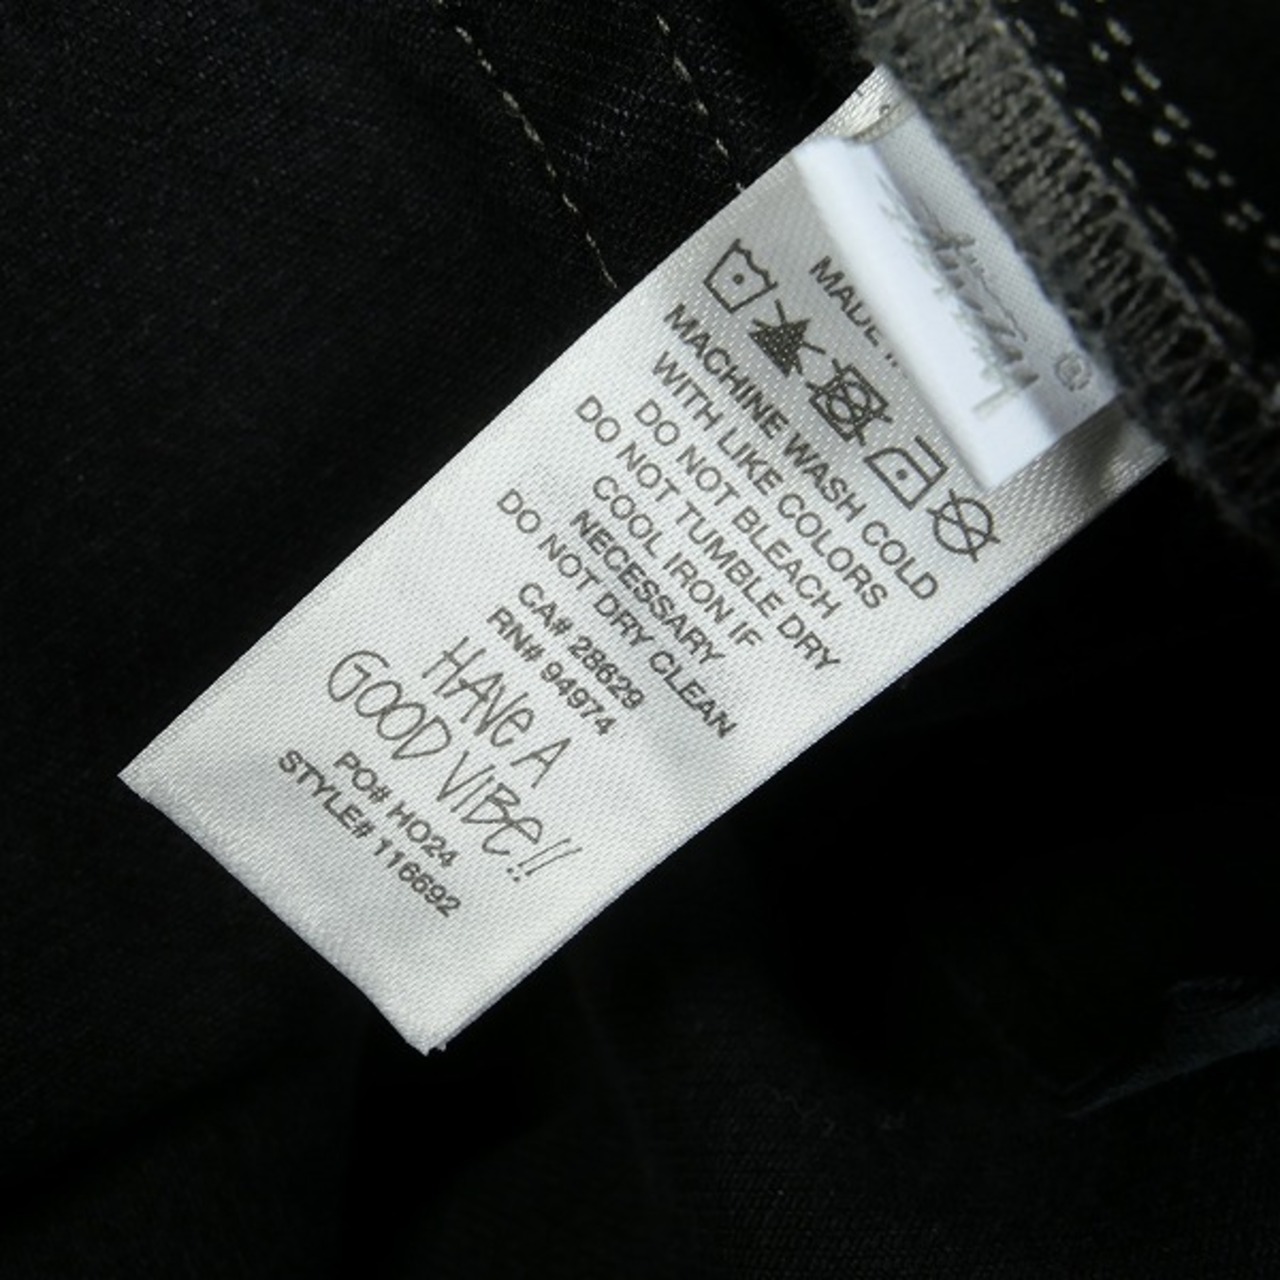 MADE
MACHINE WASH COLD
WITH LIKE COLORS
DO NOT BLEACH
DO NOT TUMBLE DRY
COOL IRON IF
NECESSARY
DO NOT DRY CLEAN
CA# 28629
RN# 94974
HAVE A
GOOD VIBE!!
PO# HO24
STYLE# 116692
®